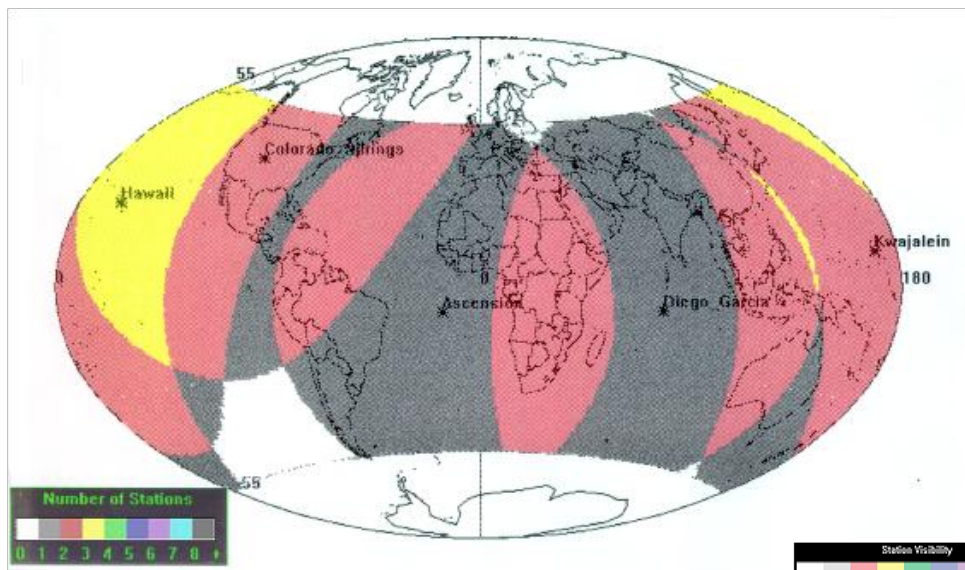 55
Colorado Springs
Hawaii
Kwajalein
0
0
180
Ascension
Diego Garcia
55
Number of Stations
0 1 2 3 4 5 6 7 8 +
Station Visibility